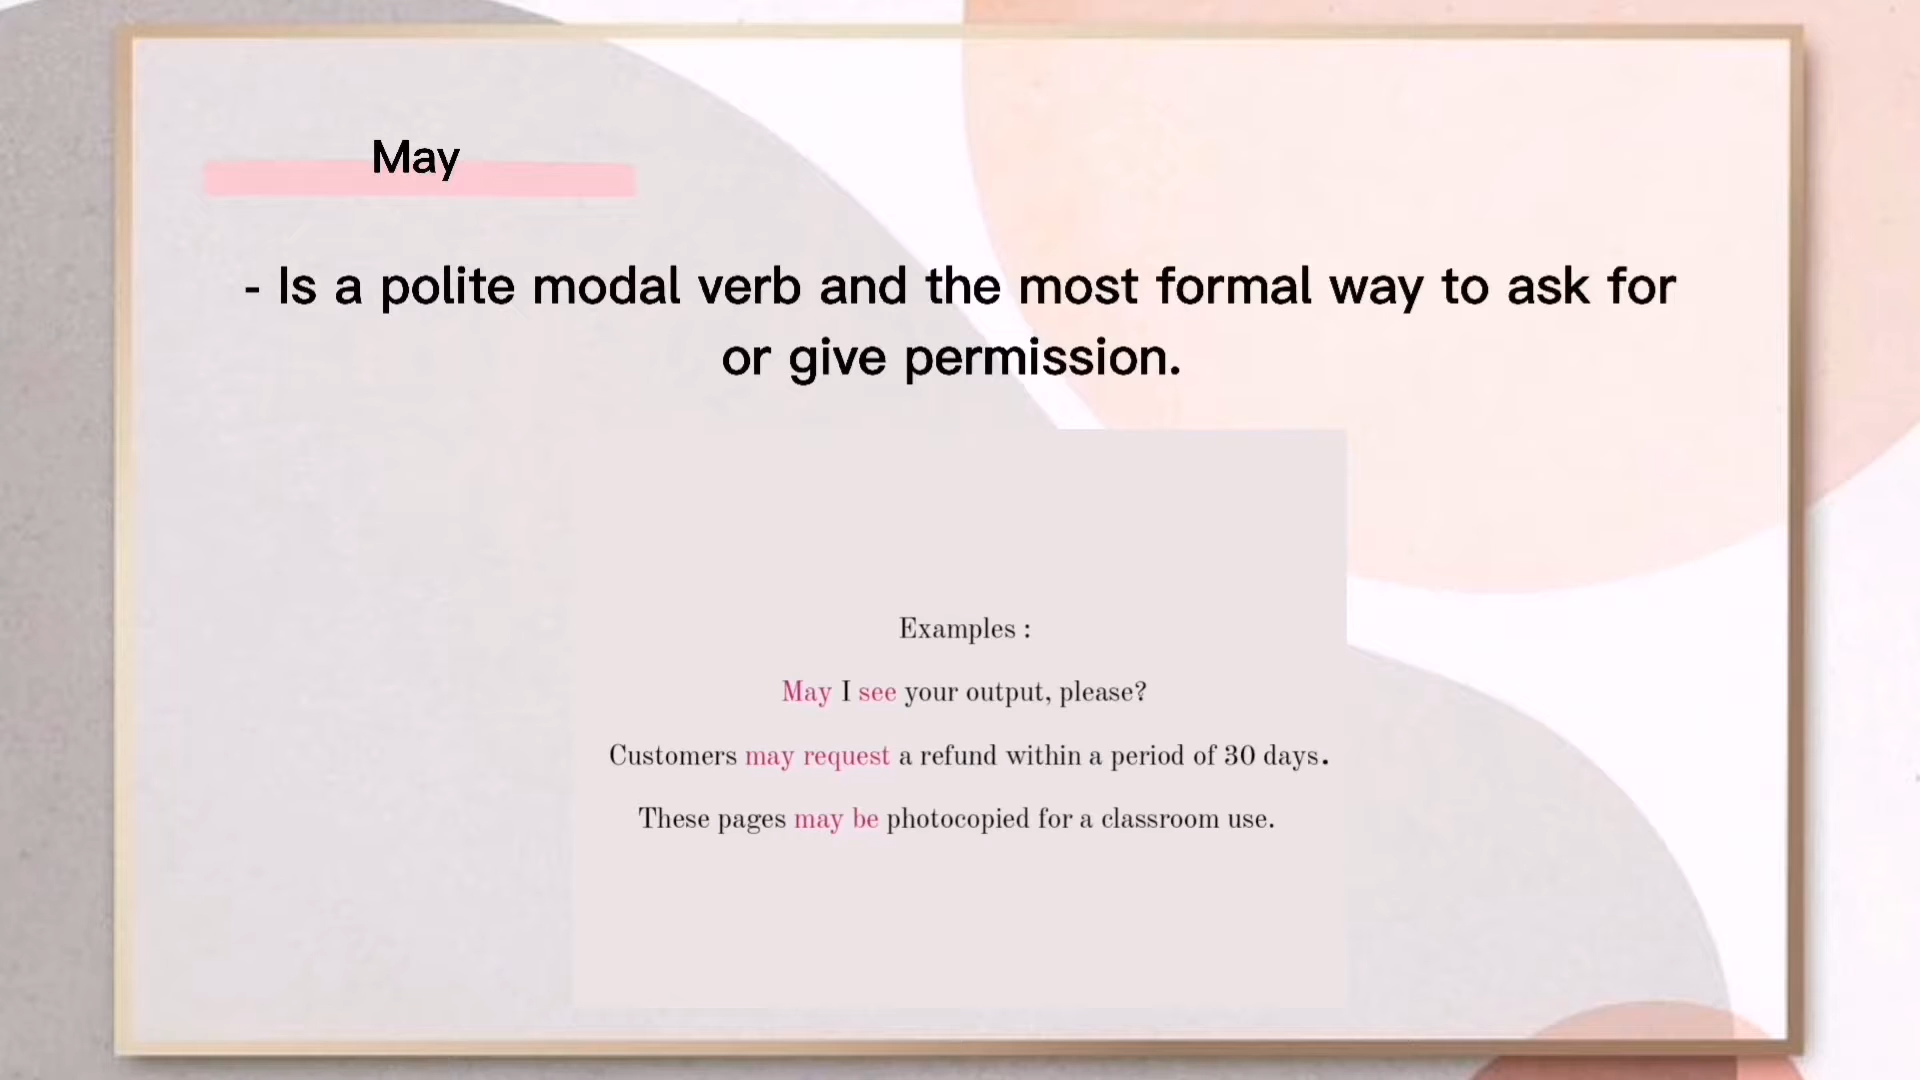 May
- Is a polite modal verb and the most formal way to ask for
or give permission.
Examples :
May I see your output, please?
Customers may request a refund within a period of 30 days.
These pages may be photocopied for a classroom use.